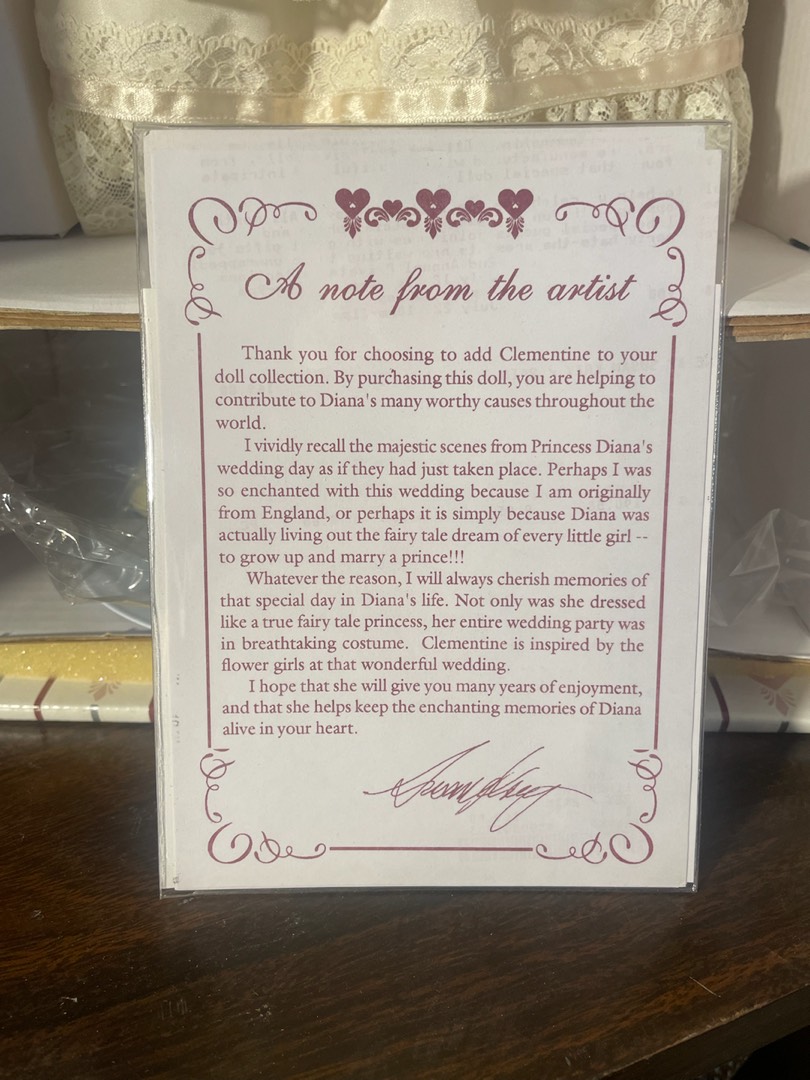 A note from the artist
Thank you for choosing to add Clementine to your
doll collection. By purchasing this doll, you are helping to
contribute to Diana's many worthy causes throughout the
world.
I vividly recall the majestic scenes from Princess Diana's
wedding day as if they had just taken place. Perhaps I was
so enchanted with this wedding because I am originally
from England, or perhaps it is simply because Diana was
actually living out the fairy tale dream of every little girl --
to grow up and marry a prince!!!
Whatever the reason, I will always cherish memories of
that special day in Diana's life. Not only was she dressed
like a true fairy tale princess, her entire wedding party was
in breathtaking costume. Clementine is inspired by the
flower girls at that wonderful wedding.
I hope that she will give you many years of enjoyment,
and that she helps keep the enchanting memories of Diana
alive in your heart.